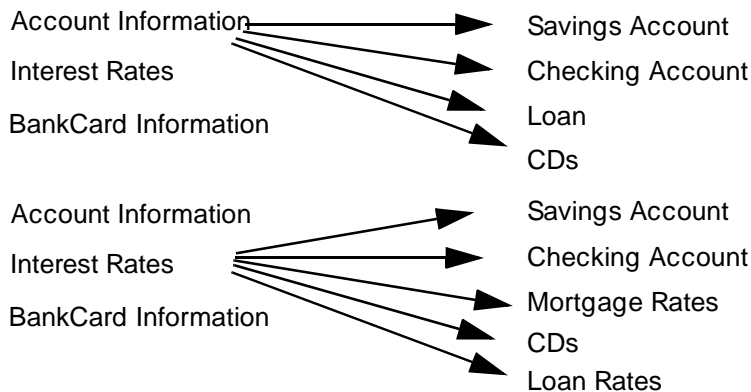 Account Information
Interest Rates
BankCard Information
Savings Account
Checking Account
Loan
CDs
Account Information
Interest Rates
BankCard Information
Savings Account
Checking Account
Mortgage Rates
CDs
Loan Rates